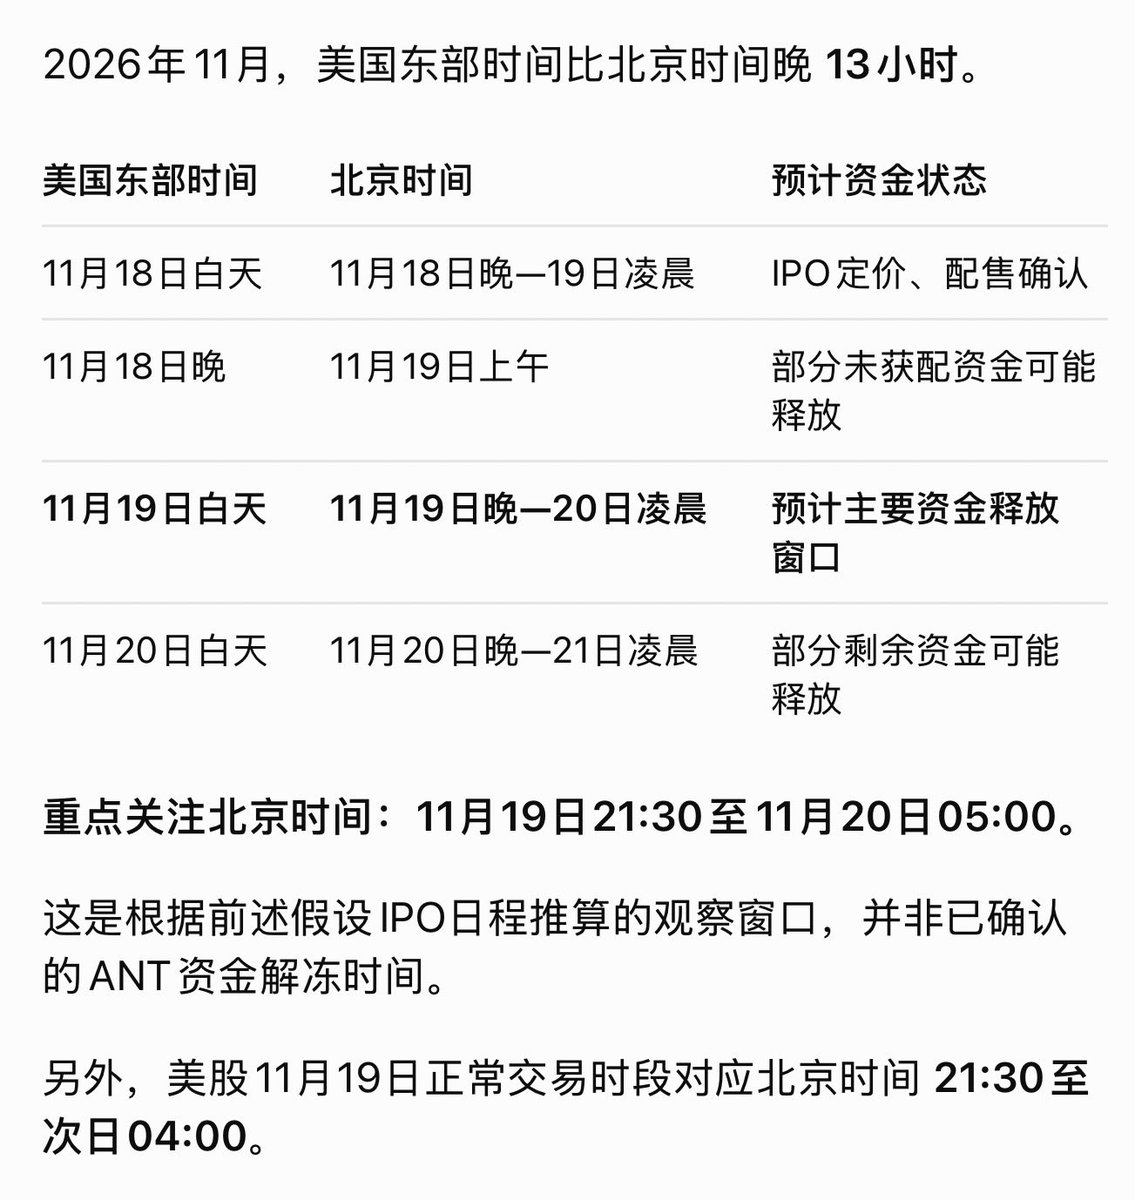 2026年11月，美国东部时间比北京时间晚 13小时。
美国东部时间 北京时间 预计资金状态
11月18日白天 11月18日晚—19日凌晨 IPO定价、配售确认
11月18日晚 11月19日上午 部分未获配资金可能
释放
11月19日白天 11月19日晚—20日凌晨 预计主要资金释放
窗口
11月20日白天 11月20日晚—21日凌晨 部分剩余资金可能
释放
重点关注北京时间：11月19日21:30至11月20日05:00。
这是根据前述假设IPO日程推算的观察窗口，并非已确认
的ANT资金解冻时间。
另外，美股11月19日正常交易时段对应北京时间 21:30至
次日04:00。